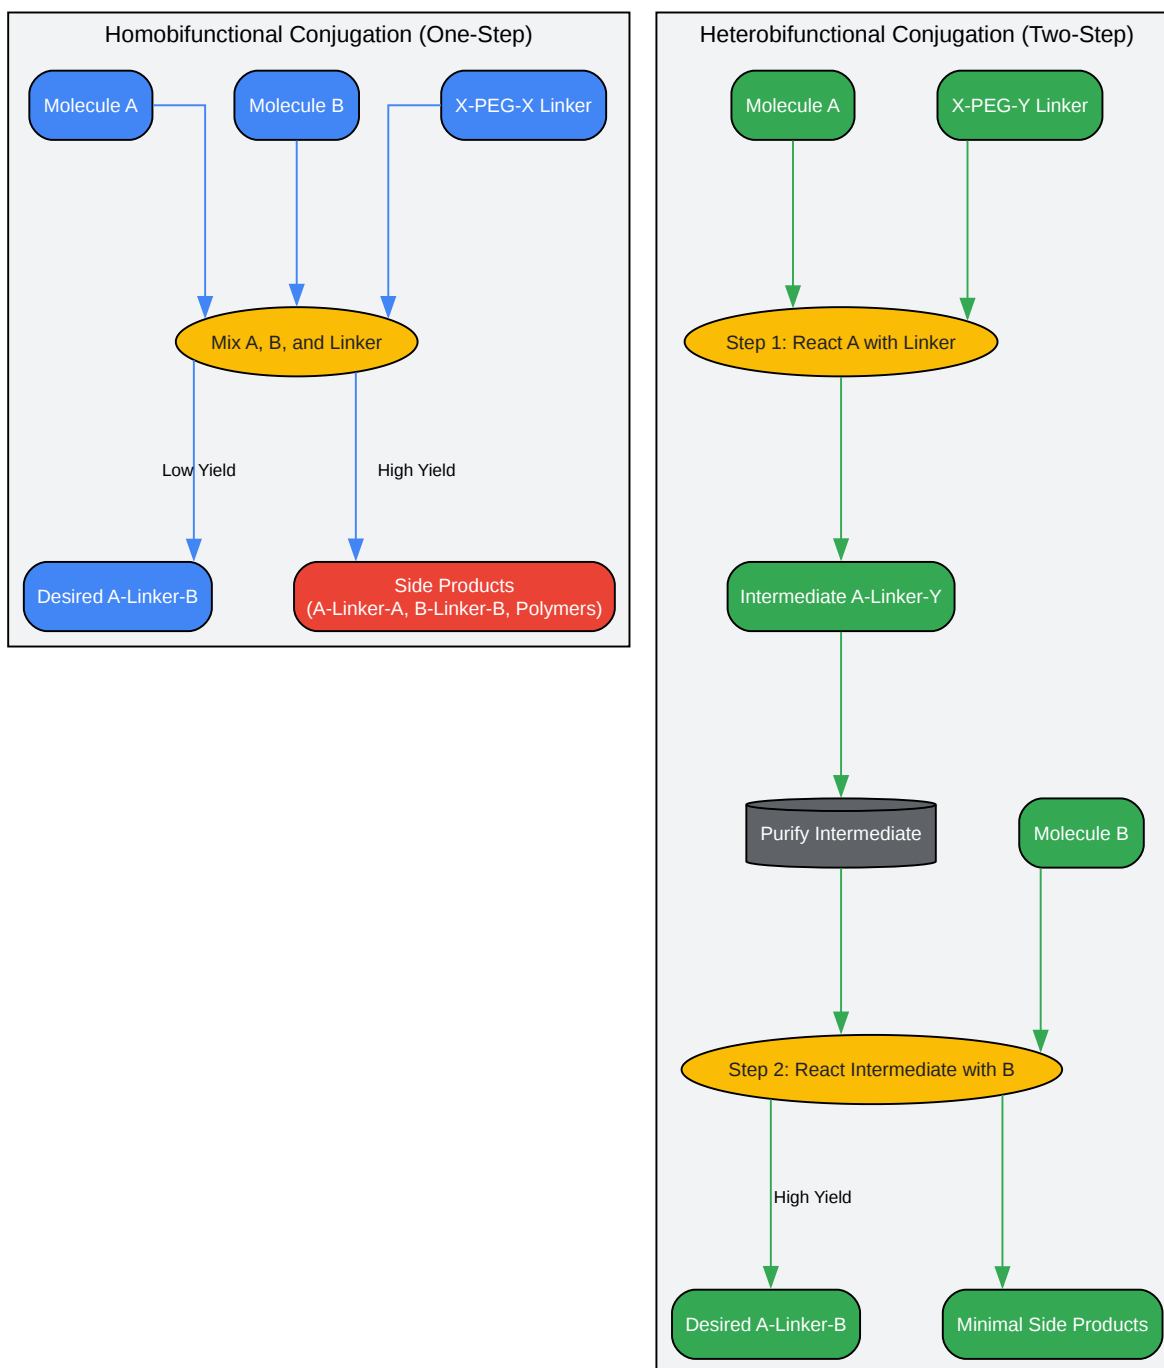 Homobifunctional Conjugation (One-Step)
Molecule A
Molecule B
X-PEG-X Linker
Mix A, B, and Linker
Low Yield
High Yield
Desired A-Linker-B
Side Products
(A-Linker-A, B-Linker-B, Polymers)
Heterobifunctional Conjugation (Two-Step)
Molecule A
X-PEG-Y Linker
Step 1: React A with Linker
Intermediate A-Linker-Y
Purify Intermediate
Molecule B
Step 2: React Intermediate with B
High Yield
Desired A-Linker-B
Minimal Side Products